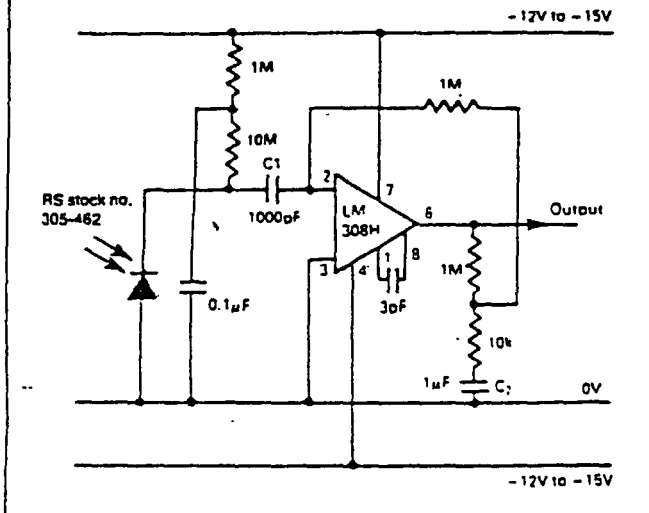 -12V to -15V
1M
1M
10M
C1
2
7
RS stock no.
305-462
1000pF
LM
308H
6
Output
1
8
3
4
1M
0.1µF
3pF
10k
1µF
C2
0V
-12V to -15V